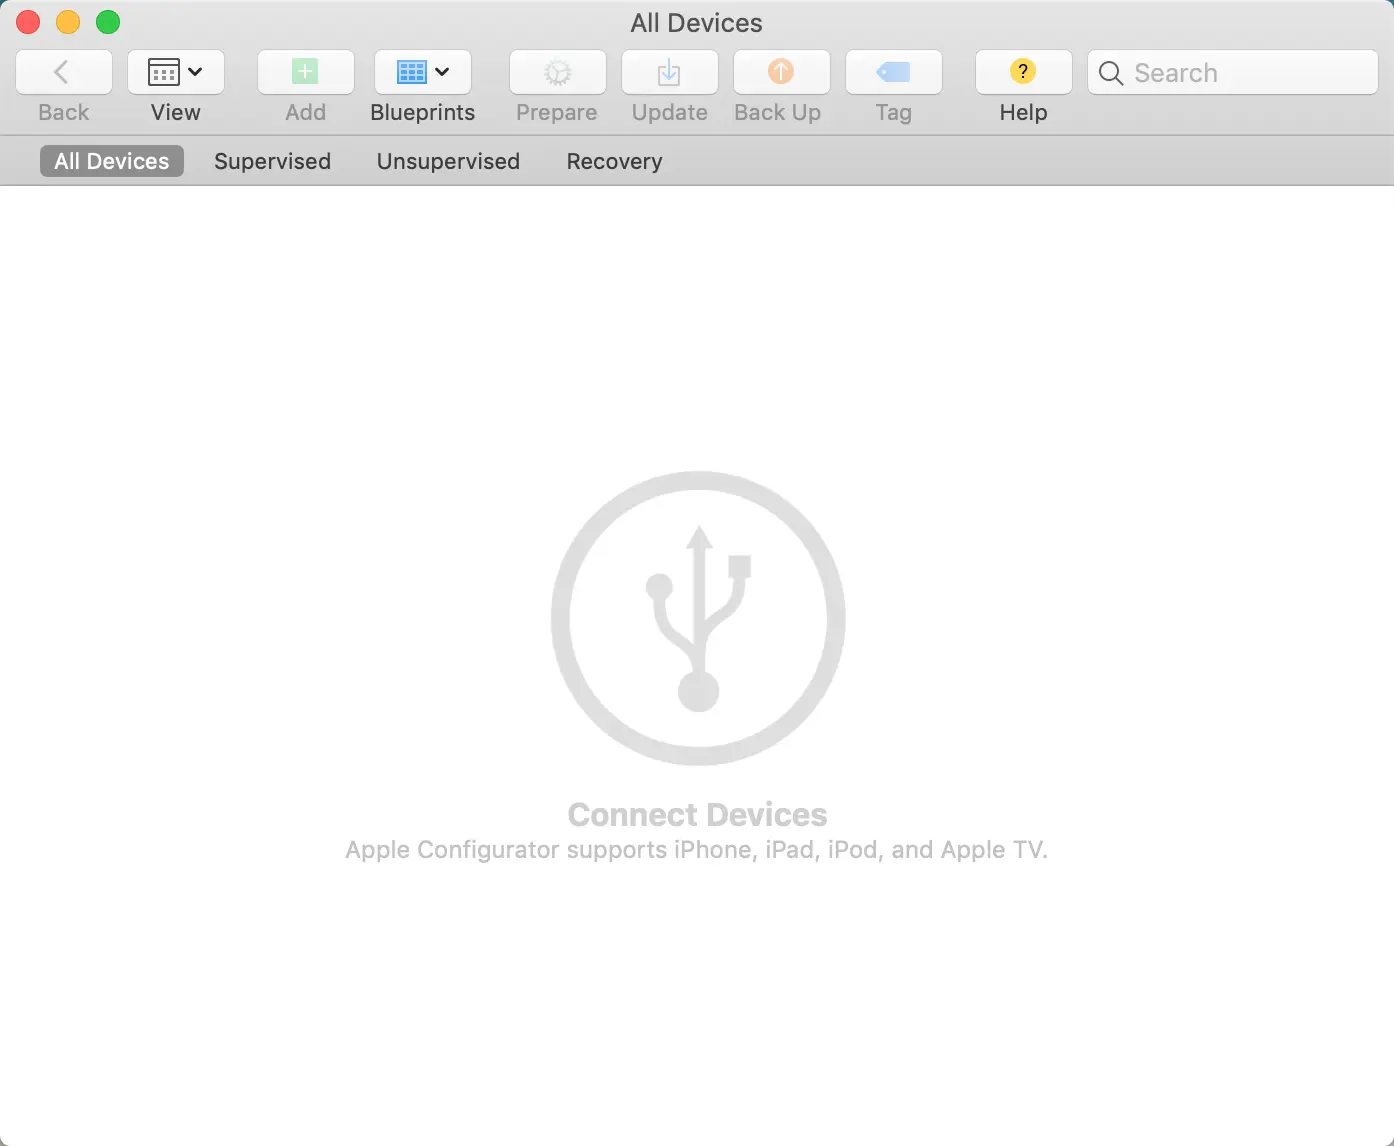 All Devices
Back View Add Blueprints Prepare Update Back Up Tag ? Help Search
All Devices Supervised Unsupervised Recovery
Connect Devices
Apple Configurator supports iPhone, iPad, iPod, and Apple TV.